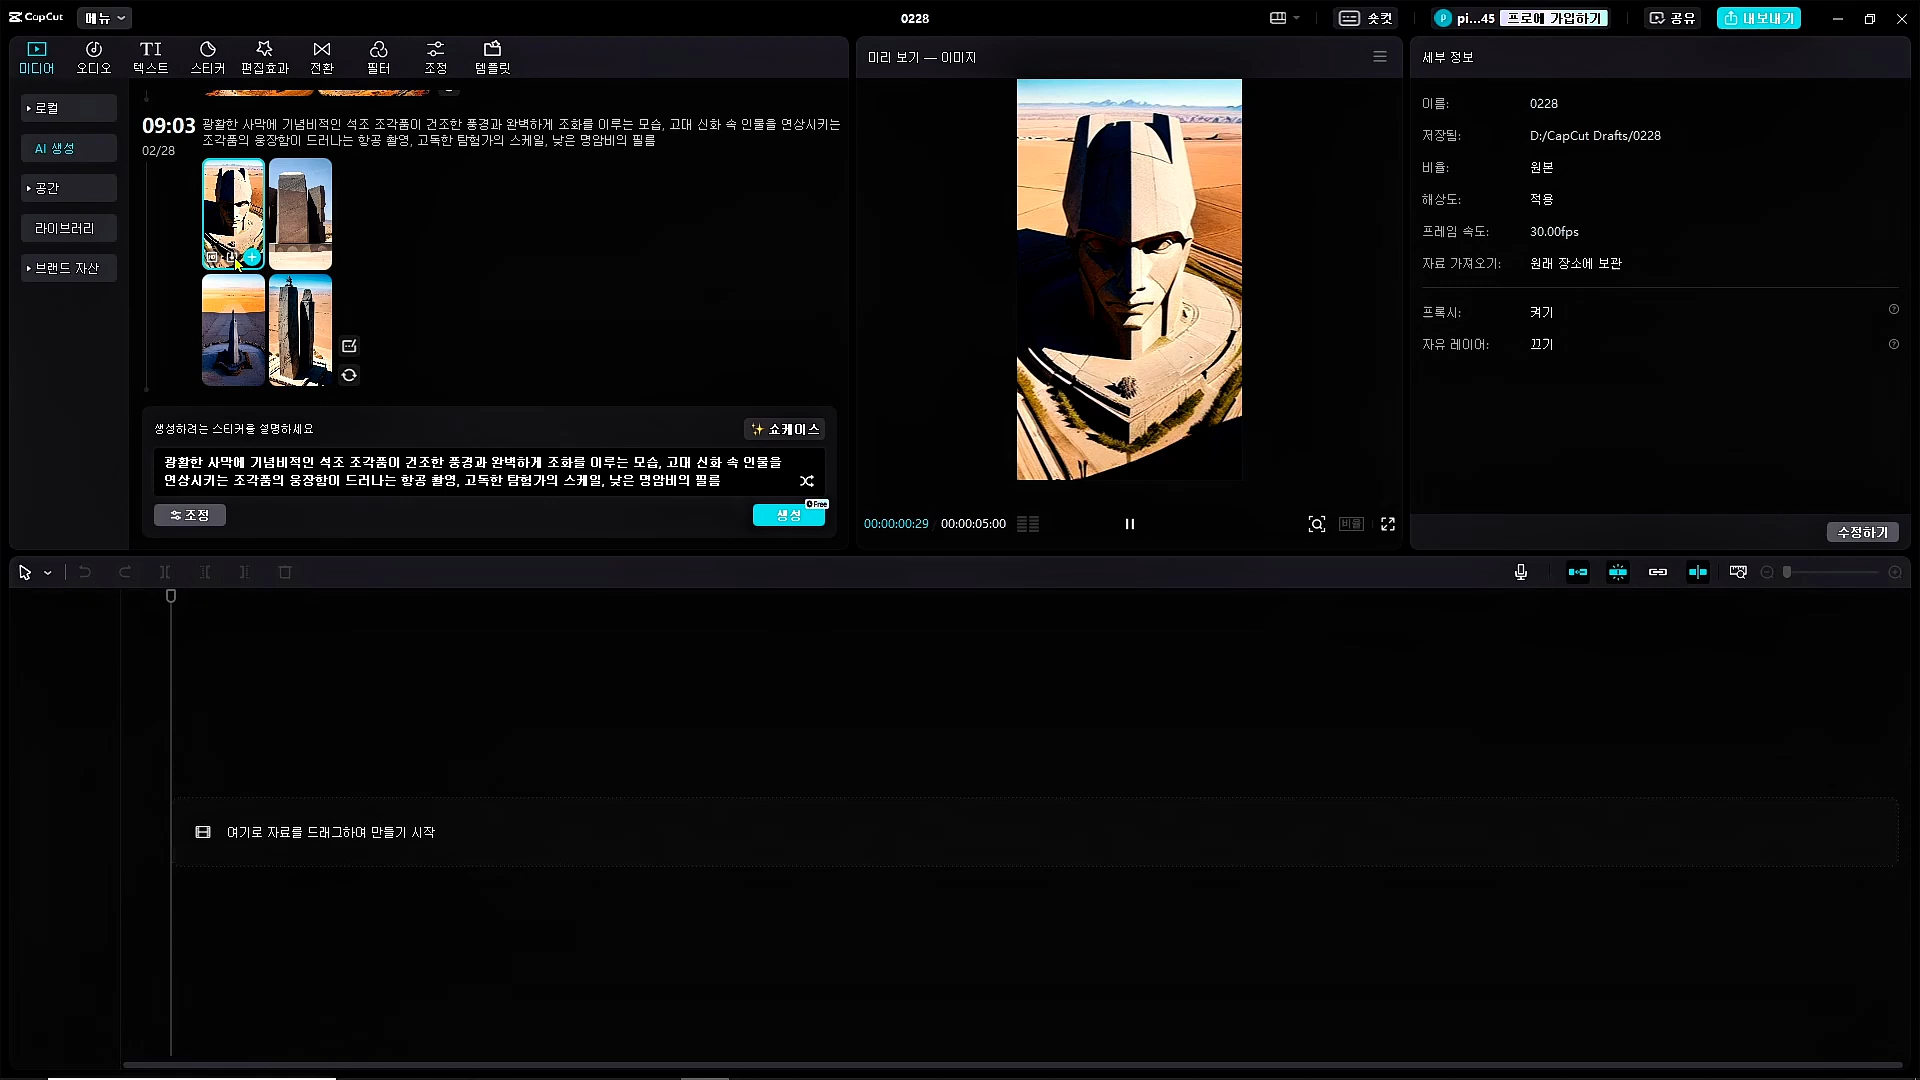 CapCut
메뉴
0228
숏컷
pi...45
프로에 가입하기
공유
내보내기
미디어
오디오
텍스트
스티커
편집효과
전환
필터
조정
템플릿
로컬
AI 생성
공간
라이브러리
브랜드 자산
09:03
02/28
광활한 사막에 기념비적인 석조 조각품이 건조한 풍경과 완벽하게 조화를 이루는 모습, 고대 신화 속 인물을 연상시키는
조각품의 웅장함이 드러나는 항공 촬영, 고독한 탐험가의 스케일, 낮은 명암비의 필름
생성하려는 스티커를 설명하세요
쇼케이스
광활한 사막에 기념비적인 석조 조각품이 건조한 풍경과 완벽하게 조화를 이루는 모습, 고대 신화 속 인물을
연상시키는 조각품의 웅장함이 드러나는 항공 촬영, 고독한 탐험가의 스케일, 낮은 명암비의 필름
조정
생성
Free
미리 보기 — 이미지
00:00:00:29
00:00:05:00
비율
세부 정보
이름:
0228
저장됨:
D:/CapCut Drafts/0228
비율:
원본
해상도:
적용
프레임 속도:
30.00fps
자료 가져오기:
원래 장소에 보관
프록시:
켜기
자유 레이어:
끄기
수정하기
여기로 자료를 드래그하여 만들기 시작